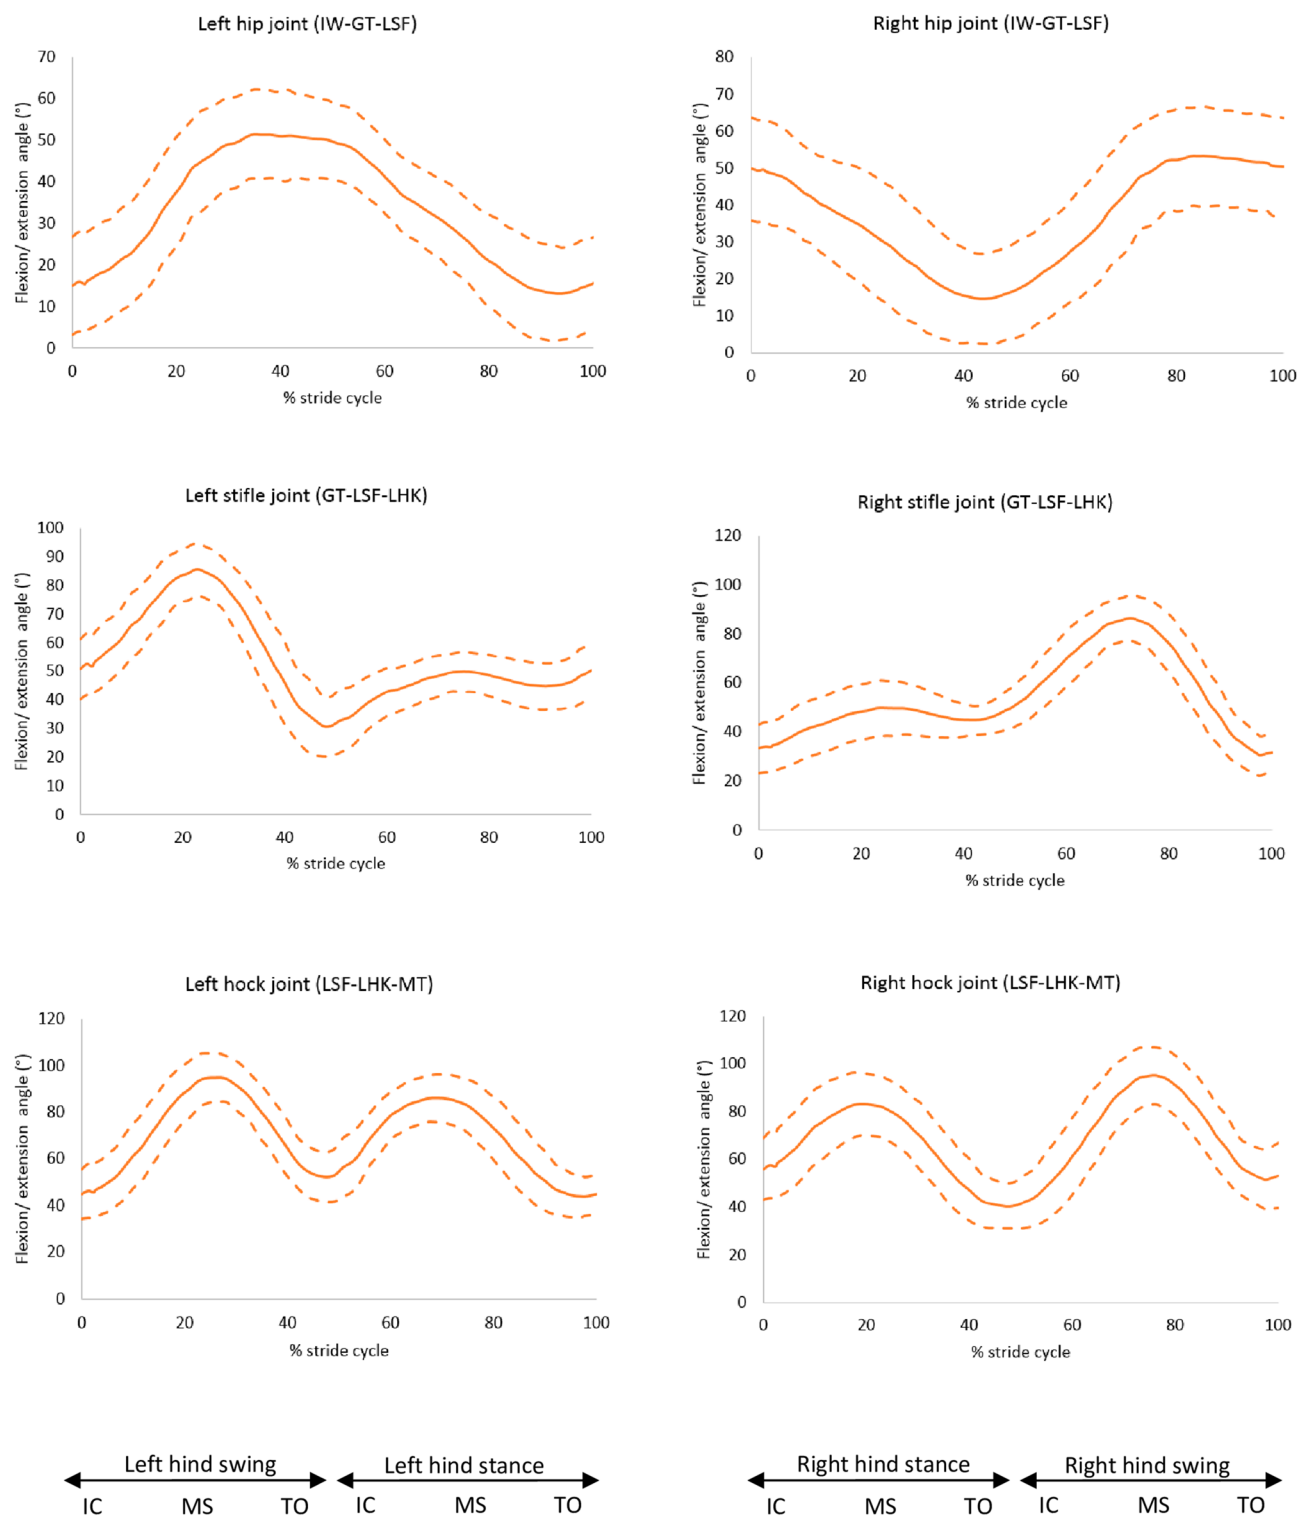 Left hip joint (IW-GT-LSF)
Flexion/ extension angle (°)
70
60
50
40
30
20
10
0
0 20 40 60 80 100
% stride cycle
Right hip joint (IW-GT-LSF)
Flexion/ extension angle (°)
80
70
60
50
40
30
20
10
0
0 20 40 60 80 100
% stride cycle
Left stifle joint (GT-LSF-LHK)
Flexion/ extension angle (°)
100
90
80
70
60
50
40
30
20
10
0
0 20 40 60 80 100
% stride cycle
Right stifle joint (GT-LSF-LHK)
Flexion/ extension angle (°)
120
100
80
60
40
20
0
0 20 40 60 80 100
% stride cycle
Left hock joint (LSF-LHK-MT)
Flexion/ extension angle (°)
120
100
80
60
40
20
0
0 20 40 60 80 100
% stride cycle
Right hock joint (LSF-LHK-MT)
Flexion/ extension angle (°)
120
100
80
60
40
20
0
0 20 40 60 80 100
% stride cycle
Left hind swing Left hind stance
IC MS TO IC MS TO
Right hind stance Right hind swing
IC MS TO IC MS TO